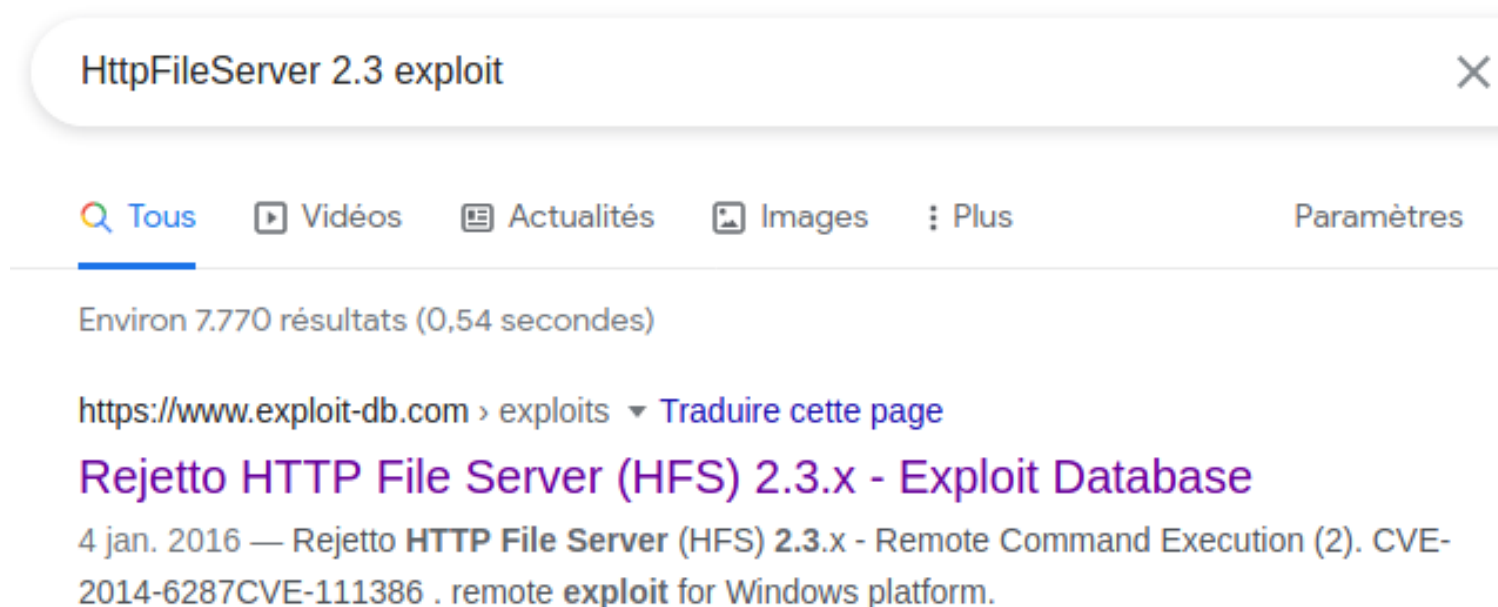 HttpFileServer 2.3 exploit
Tous Vidéos Actualités Images Plus Paramètres
Environ 7.770 résultats (0,54 secondes)
https://www.exploit-db.com › exploits Traduire cette page
Rejetto HTTP File Server (HFS) 2.3.x - Exploit Database
4 jan. 2016 — Rejetto HTTP File Server (HFS) 2.3.x - Remote Command Execution (2). CVE-
2014-6287CVE-111386 . remote exploit for Windows platform.